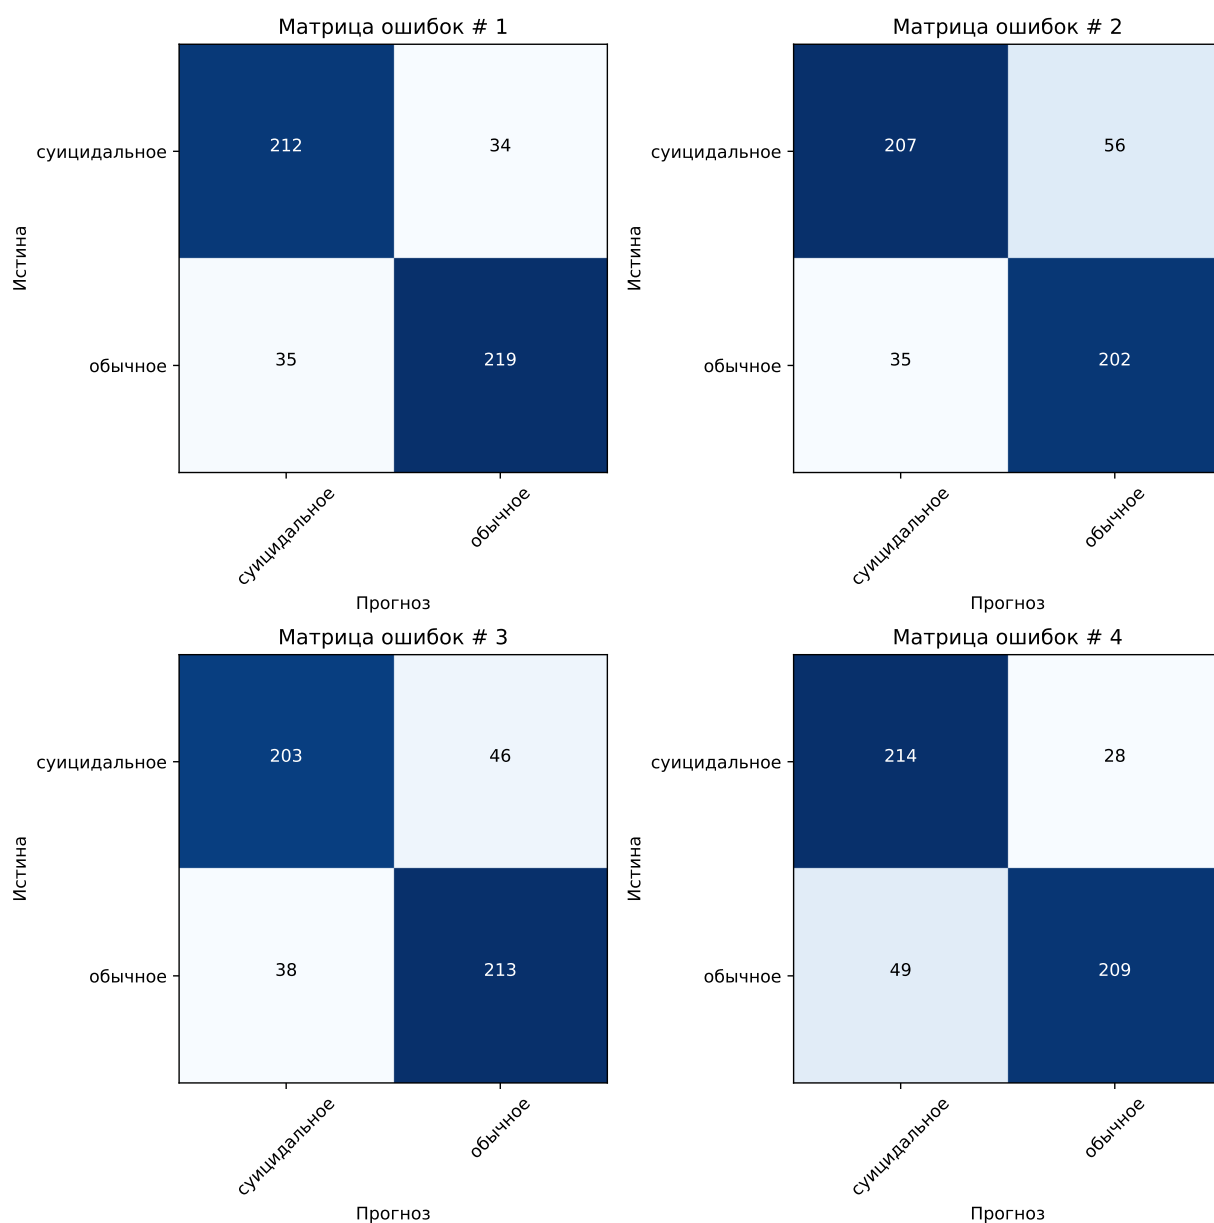 Матрица ошибок # 1
Истина
суицидальное
212
34
обычное
35
219
суицидальное
обычное
Прогноз
Матрица ошибок # 2
Истина
суицидальное
207
56
обычное
35
202
суицидальное
обычное
Прогноз
Матрица ошибок # 3
Истина
суицидальное
203
46
обычное
38
213
суицидальное
обычное
Прогноз
Матрица ошибок # 4
Истина
суицидальное
214
28
обычное
49
209
суицидальное
обычное
Прогноз